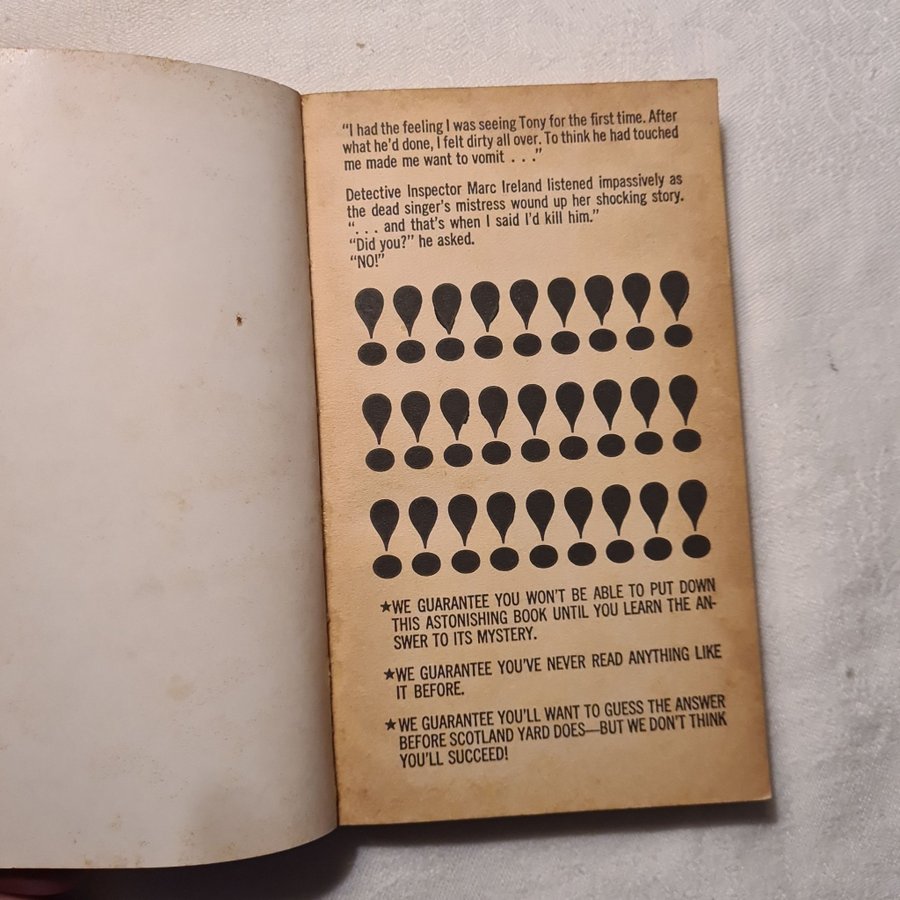 "I had the feeling I was seeing Tony for the first time. After
what he'd done, I felt dirty all over. To think he had touched
me made me want to vomit . . ."
Detective Inspector Marc Ireland listened impassively as
the dead singer's mistress wound up her shocking story.
". . . and that's when I said I'd kill him."
"Did you?" he asked.
"NO!"
! ! ! ! ! ! ! ! !
! ! ! ! ! ! ! ! !
! ! ! ! ! ! ! ! !
★WE GUARANTEE YOU WON'T BE ABLE TO PUT DOWN
THIS ASTONISHING BOOK UNTIL YOU LEARN THE AN-
SWER TO ITS MYSTERY.
★WE GUARANTEE YOU'VE NEVER READ ANYTHING LIKE
IT BEFORE.
★WE GUARANTEE YOU'LL WANT TO GUESS THE ANSWER
BEFORE SCOTLAND YARD DOES—BUT WE DON'T THINK
YOU'LL SUCCEED!